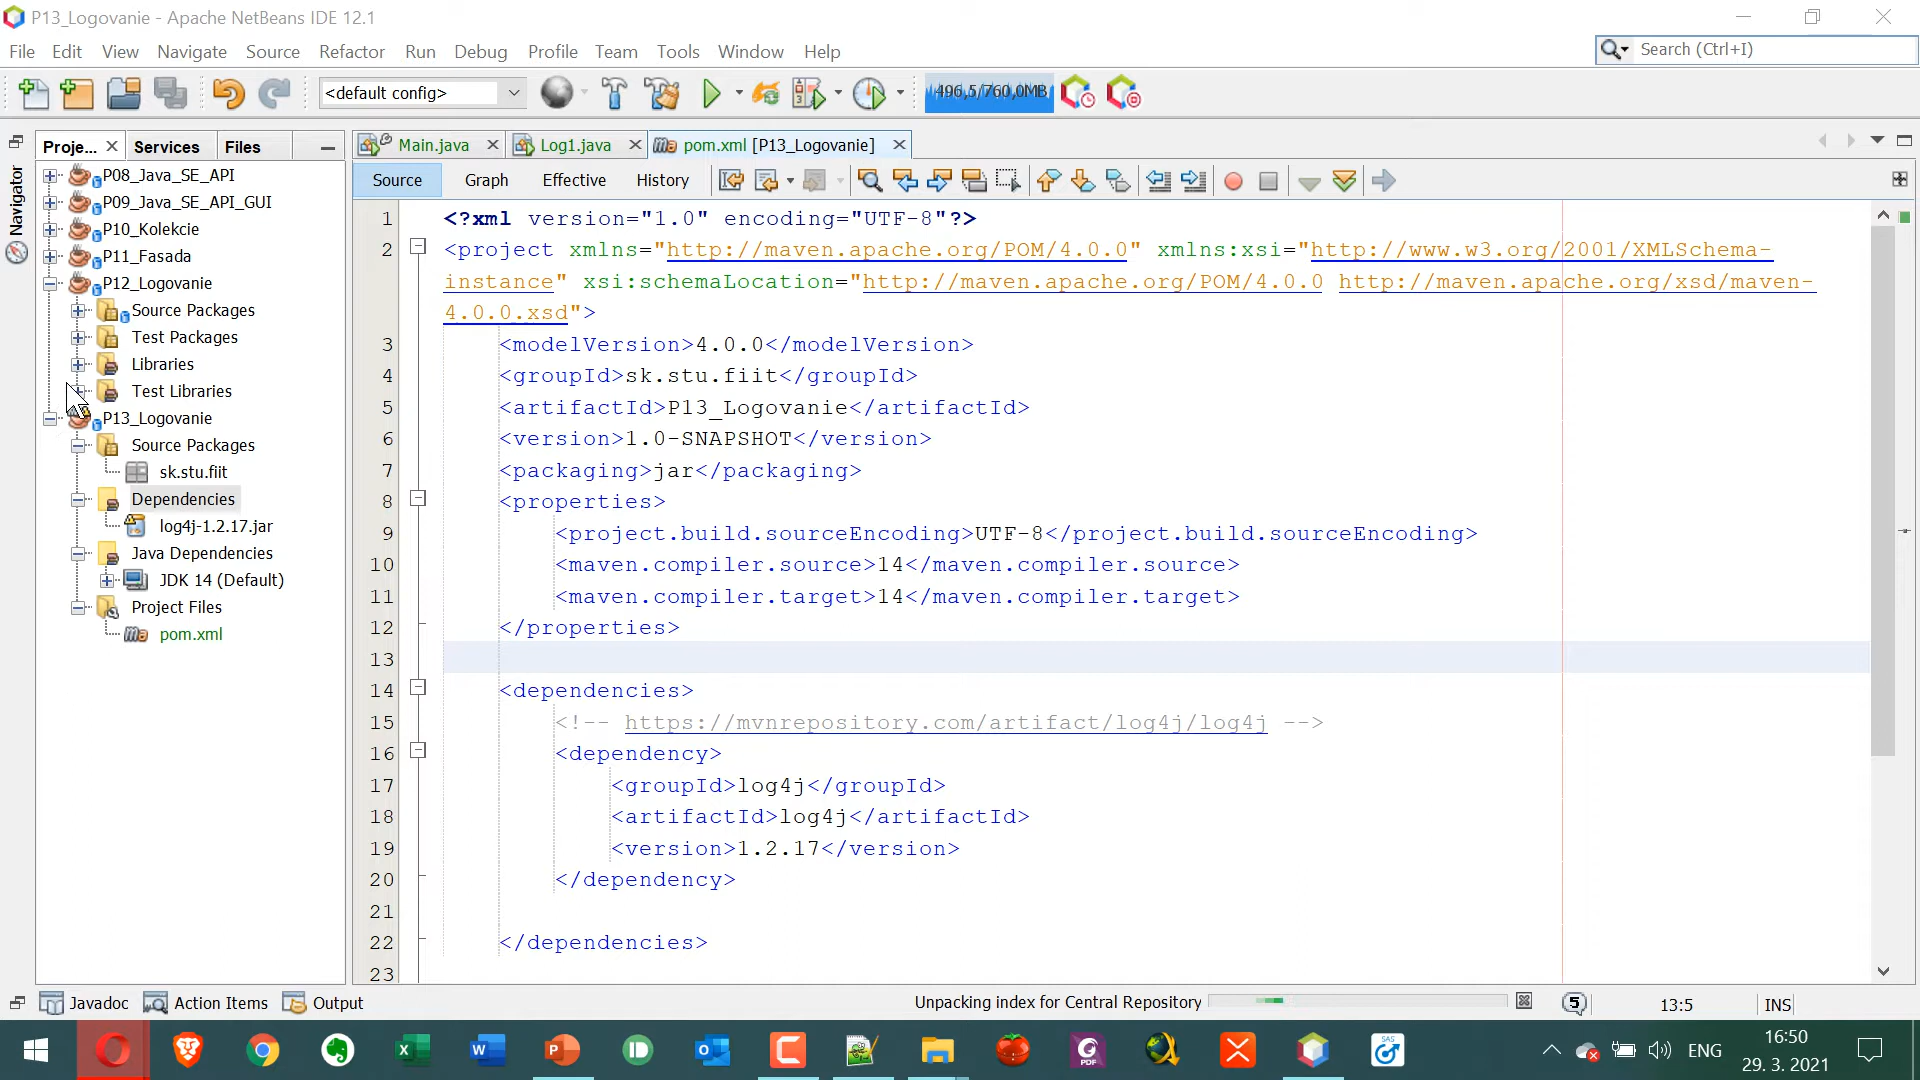 P13_Logovanie - Apache NetBeans IDE 12.1
File Edit View Navigate Source Refactor Run Debug Profile Team Tools Window Help
Search (Ctrl+I)
<default config>
496,5/760,0MB
Proje... Services Files
Main.java Log1.java pom.xml [P13_Logovanie]
Source Graph Effective History
Navigator
P08_Java_SE_API
P09_Java_SE_API_GUI
P10_Kolekcie
P11_Fasada
P12_Logovanie
Source Packages
Test Packages
Libraries
Test Libraries
P13_Logovanie
Source Packages
sk.stu.fiit
Dependencies
log4j-1.2.17.jar
Java Dependencies
JDK 14 (Default)
Project Files
pom.xml
1 <?xml version="1.0" encoding="UTF-8"?>
2 <project xmlns="http://maven.apache.org/POM/4.0.0" xmlns:xsi="http://www.w3.org/2001/XMLSchema-
instance" xsi:schemaLocation="http://maven.apache.org/POM/4.0.0 http://maven.apache.org/xsd/maven-
4.0.0.xsd">
3 <modelVersion>4.0.0</modelVersion>
4 <groupId>sk.stu.fiit</groupId>
5 <artifactId>P13_Logovanie</artifactId>
6 <version>1.0-SNAPSHOT</version>
7 <packaging>jar</packaging>
8 <properties>
9 <project.build.sourceEncoding>UTF-8</project.build.sourceEncoding>
10 <maven.compiler.source>14</maven.compiler.source>
11 <maven.compiler.target>14</maven.compiler.target>
12 </properties>
13
14 <dependencies>
15 <!-- https://mvnrepository.com/artifact/log4j/log4j -->
16 <dependency>
17 <groupId>log4j</groupId>
18 <artifactId>log4j</artifactId>
19 <version>1.2.17</version>
20 </dependency>
21
22 </dependencies>
23
Javadoc Action Items Output
Unpacking index for Central Repository
5
13:5
INS
ENG
16:50
29. 3. 2021
PDF
SAS